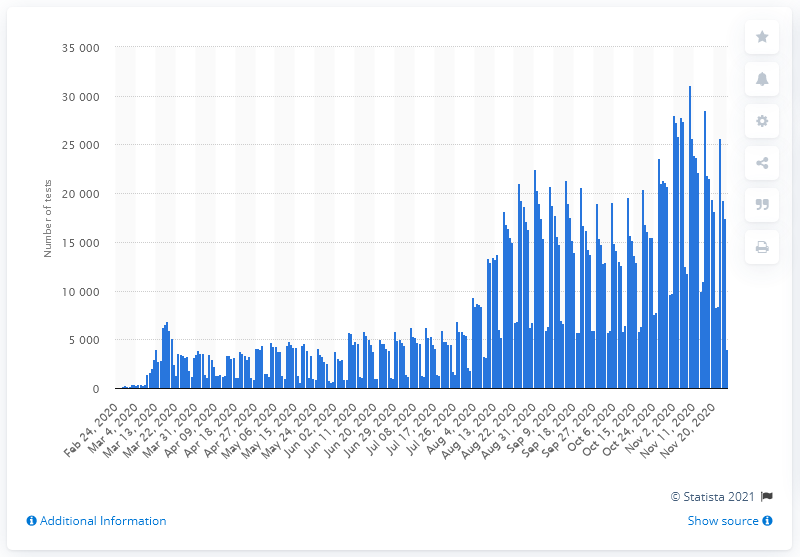 35 000
30 000
25 000
20 000
15 000
10 000
5 000
0
Number of tests
Feb 24, 2020
Mar 4, 2020
Mar 13, 2020
Mar 22, 2020
Mar 31, 2020
Apr 09, 2020
Apr 18, 2020
Apr 27, 2020
May 06, 2020
May 15, 2020
May 24, 2020
Jun 02, 2020
Jun 11, 2020
Jun 20, 2020
Jun 29, 2020
Jul 08, 2020
Jul 17, 2020
Jul 26, 2020
Aug 4, 2020
Aug 13, 2020
Aug 22, 2020
Aug 31, 2020
Sep 9, 2020
Sep 18, 2020
Sep 27, 2020
Oct 6, 2020
Oct 15, 2020
Oct 24, 2020
Nov 2, 2020
Nov 11, 2020
Nov 20, 2020
© Statista 2021
Additional Information
Show source